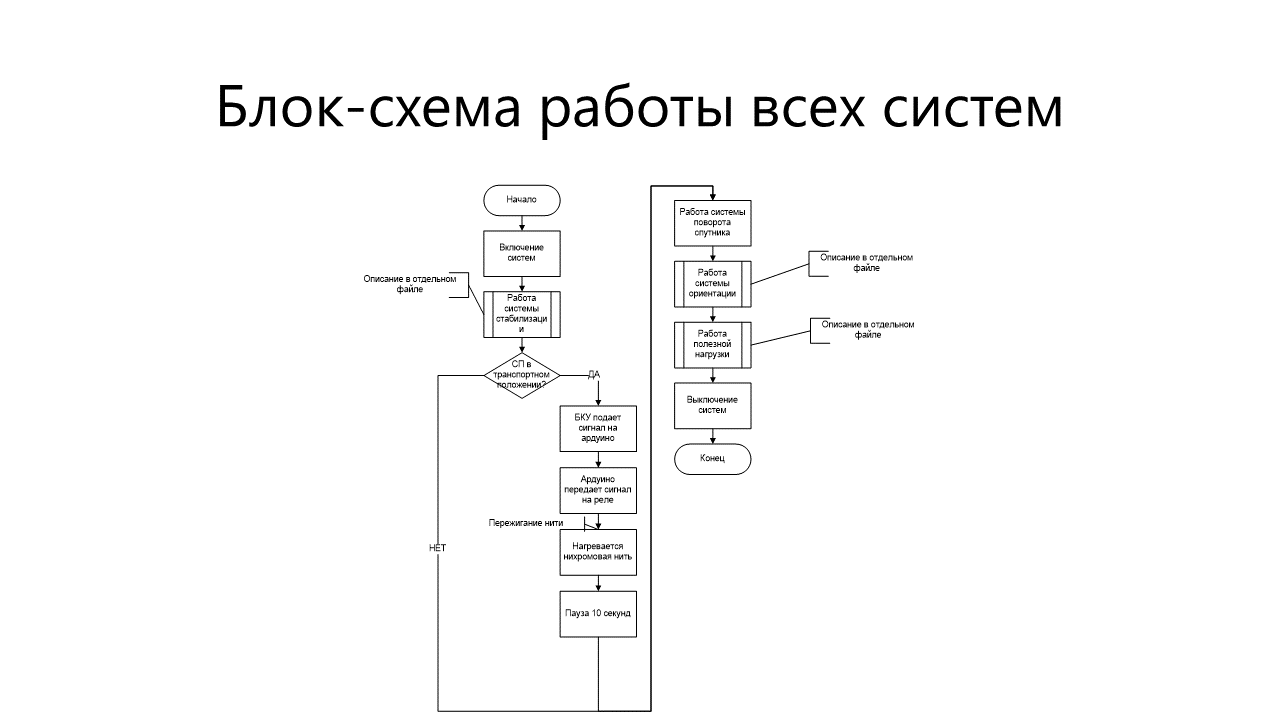 Блок-схема работы всех систем
Начало
Включение
систем
Описание в отдельном
файле
Работа
системы
стабилизаци
и
СП в
транспортном
положении?
ДА
НЕТ
БКУ подает
сигнал на
ардуино
Ардуино
передает сигнал
на реле
Пережигание нити
Нагревается
нихромовая нить
Пауза 10 секунд
Работа системы
поворота
спутника
Работа
системы
ориентации
Описание в отдельном
файле
Работа
полезной
нагрузки
Описание в отдельном
файле
Выключение
систем
Конец